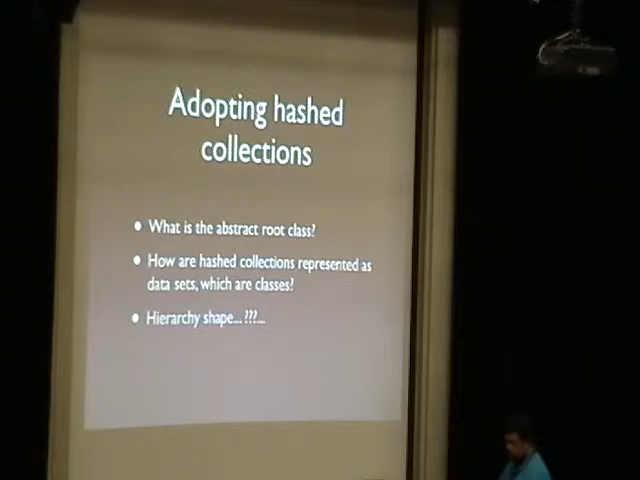 Adopting hashed
collections
• What is the abstract root class?
• How are hashed collections represented as
data sets, which are classes?
• Hierarchy shape... ???...